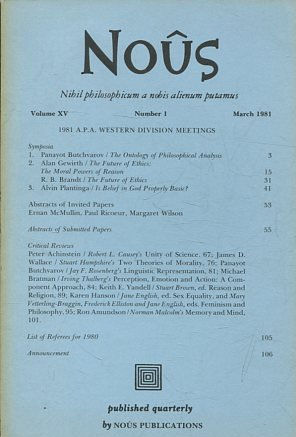 NOÛS
Nihil philosophicum a nobis alienum putamus
Volume XV Number 1 March 1981
1981 A.P.A. WESTERN DIVISION MEETINGS
Symposia
1. Panayot Butchvarov / The Ontology of Philosophical Analysis 3
2. Alan Gewirth / The Future of Ethics:
The Moral Powers of Reason 15
R. B. Brandt / The Future of Ethics 31
3. Alvin Plantinga / Is Belief in God Properly Basic? 41
Abstracts of Invited Papers 53
Ernan McMullin, Paul Ricoeur, Margaret Wilson
Abstracts of Submitted Papers 55
Critical Reviews
Peter Achinstein / Robert L. Causey's Unity of Science, 67; James D.
Wallace / Stuart Hampshire's Two Theories of Morality, 76; Panayot
Butchvarov / Jay F. Rosenberg's Linguistic Representation, 81; Michael
Bratman / Irving Thalberg's Perception, Emotion and Action: A Com-
ponent Approach, 84; Keith E. Yandell / Stuart Brown, ed. Reason and
Religion, 89; Karen Hanson / Jane English, ed. Sex Equality, and Mary
Vetterling-Braggin, Frederick Elliston and Jane English, eds. Feminism and
Philosophy, 95; Ron Amundson / Norman Malcolm's Memory and Mind,
101.
List of Referees for 1980 105
Announcement 106
published quarterly
by NOÛS PUBLICATIONS